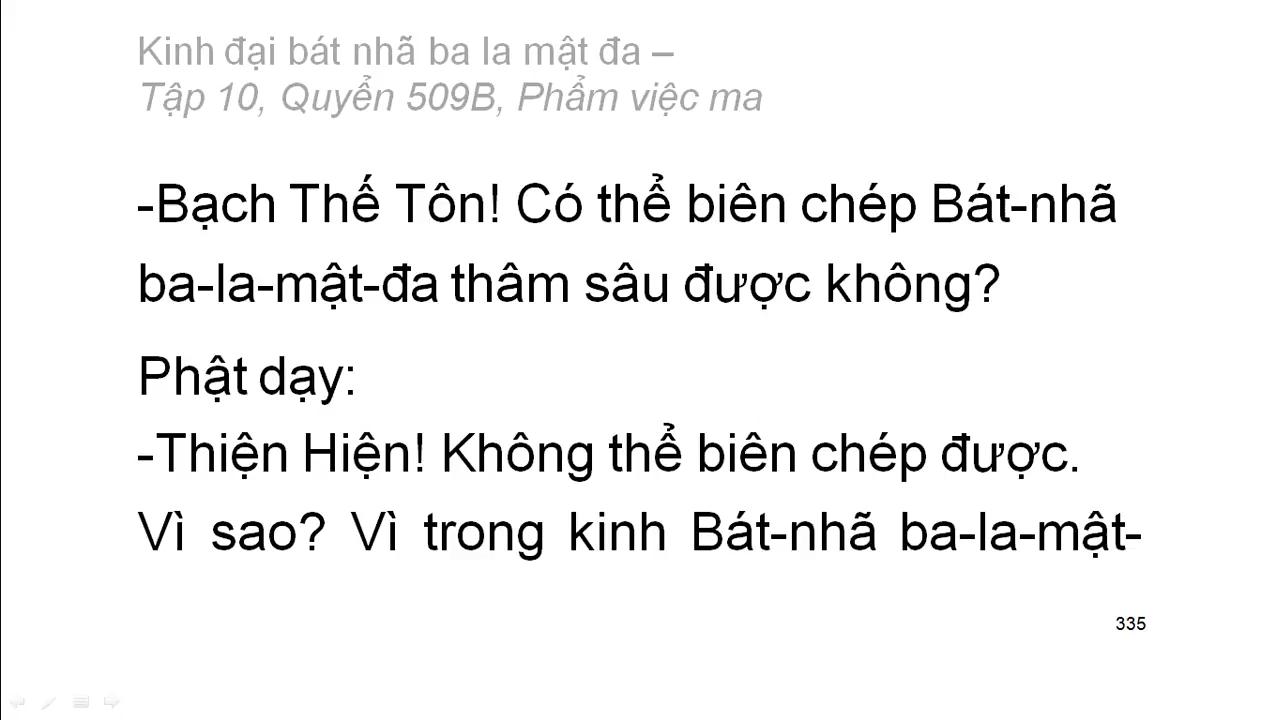 Kinh đại bát nhã ba la mật đa –
Tập 10, Quyển 509B, Phẩm việc ma
-Bạch Thế Tôn! Có thể biên chép Bát-nhã
ba-la-mật-đa thâm sâu được không?
Phật dạy:
-Thiện Hiện! Không thể biên chép được.
Vì sao? Vì trong kinh Bát-nhã ba-la-mật-
335